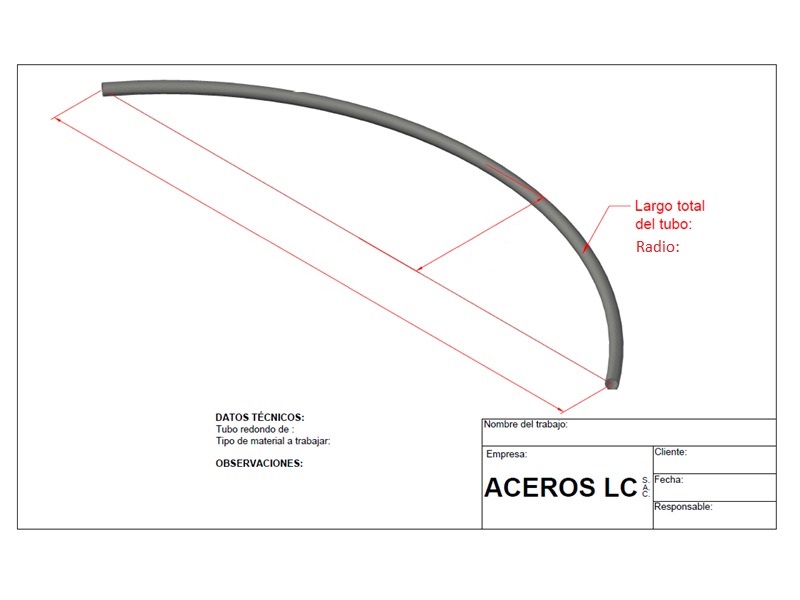 Largo total
del tubo:
Radio:
DATOS TÉCNICOS:
Tubo redondo de :
Tipo de material a trabajar:
OBSERVACIONES:
Nombre del trabajo:
Empresa:
ACEROS LC S.A.C.
Cliente:
Fecha:
Responsable: